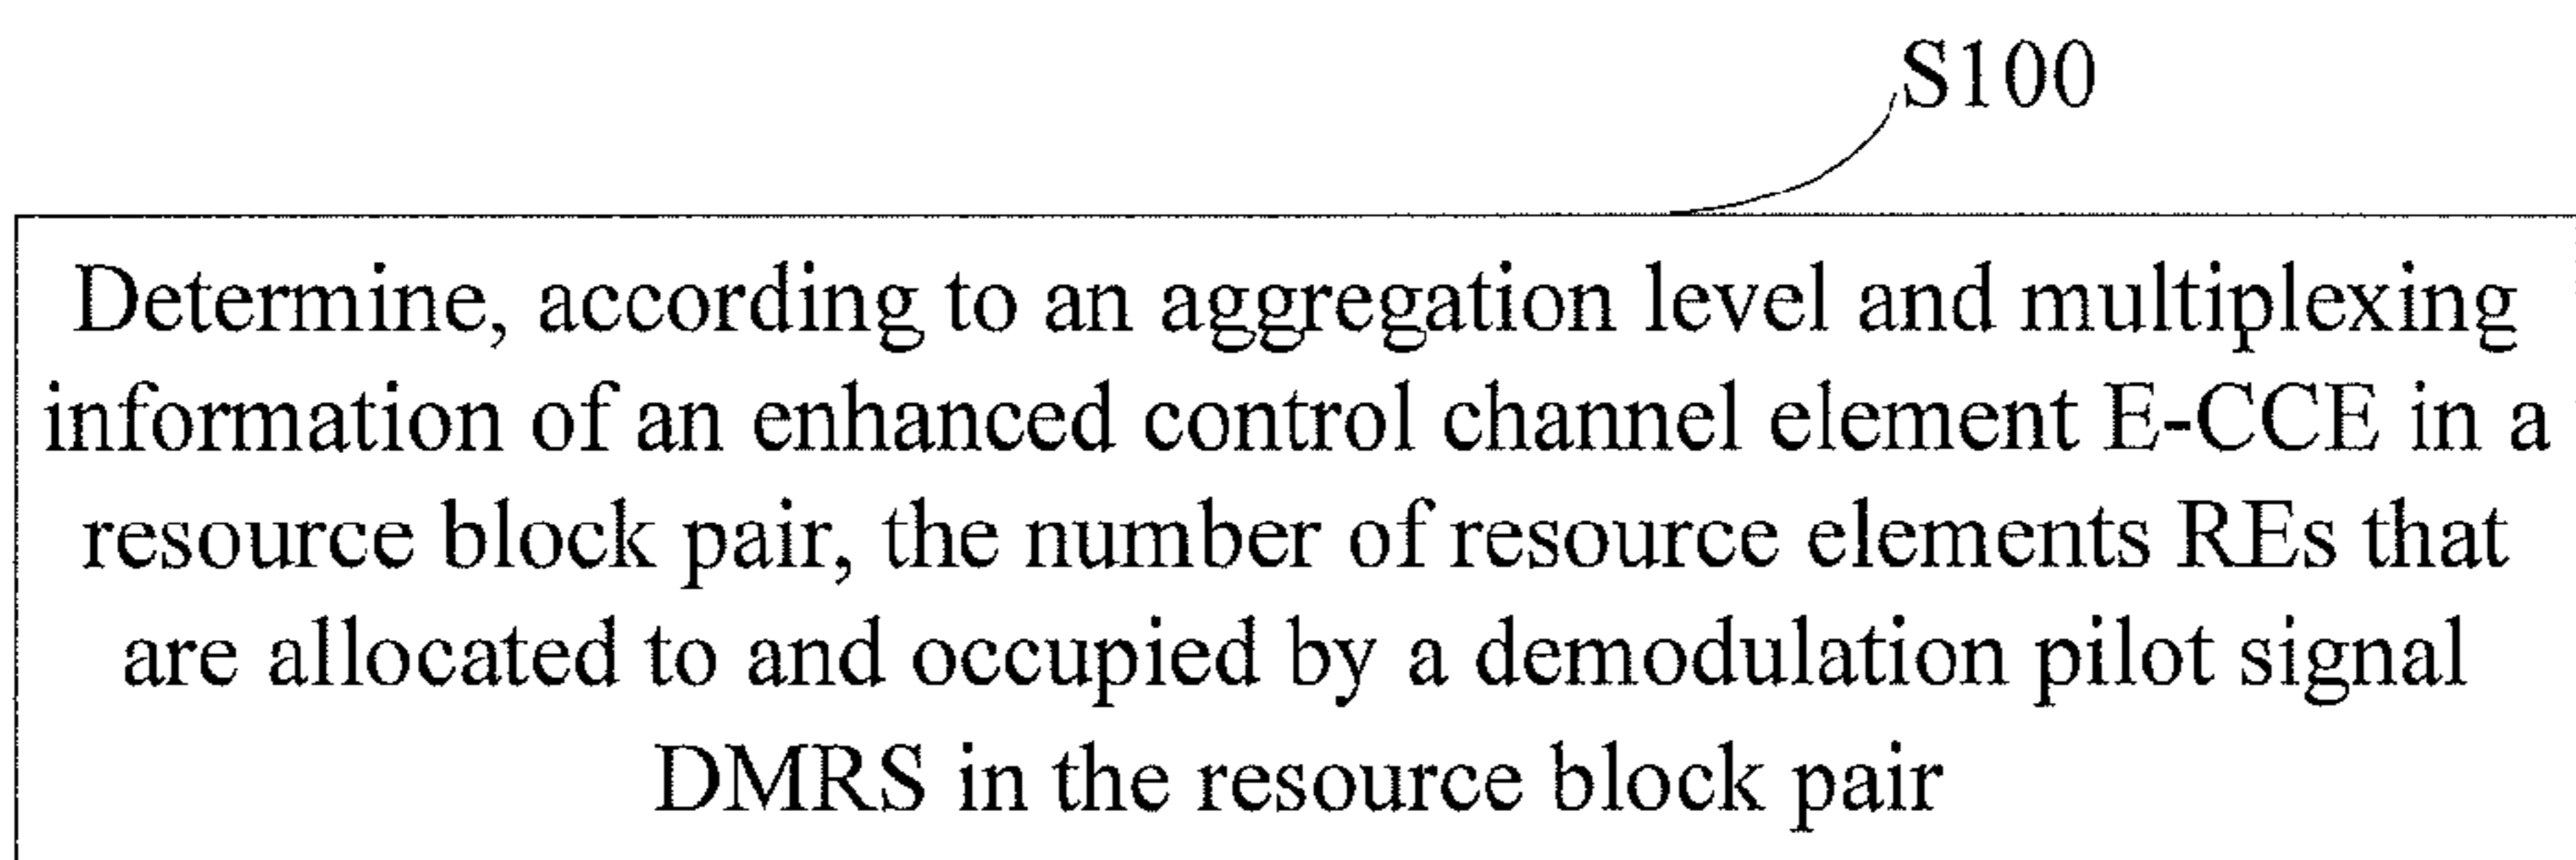 S100
Determine, according to an aggregation level and multiplexing
information of an enhanced control channel element E-CCE in a
resource block pair, the number of resource elements REs that
are allocated to and occupied by a demodulation pilot signal
DMRS in the resource block pair